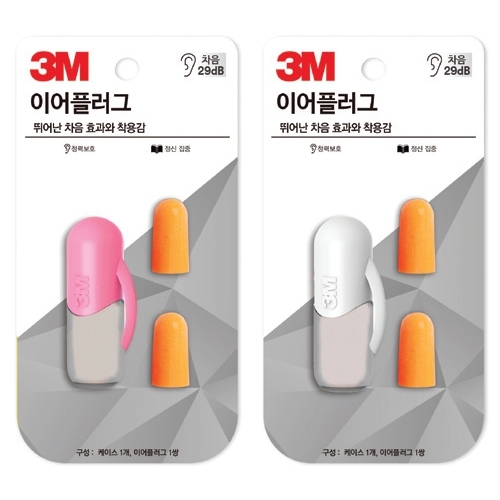 3M
차음
29dB
이어플러그
뛰어난 차음 효과와 착용감
청력보호
정신 집중
3M
구성 : 케이스 1개, 이어플러그 1쌍
3M
차음
29dB
이어플러그
뛰어난 차음 효과와 착용감
청력보호
정신 집중
3M
구성 : 케이스 1개, 이어플러그 1쌍